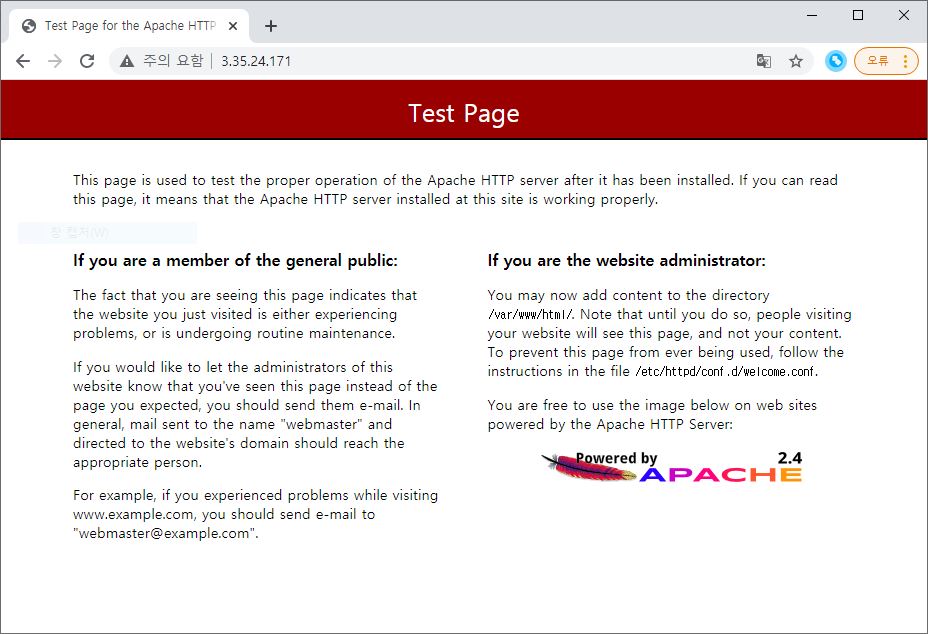 Test Page for the Apache HTTP
주의 요함 3.35.24.171 오류
Test Page
This page is used to test the proper operation of the Apache HTTP server after it has been installed. If you can read
this page, it means that the Apache HTTP server installed at this site is working properly.
창 캡처(W)
If you are a member of the general public:
The fact that you are seeing this page indicates that
the website you just visited is either experiencing
problems, or is undergoing routine maintenance.
If you would like to let the administrators of this
website know that you've seen this page instead of the
page you expected, you should send them e-mail. In
general, mail sent to the name "webmaster" and
directed to the website's domain should reach the
appropriate person.
For example, if you experienced problems while visiting
www.example.com, you should send e-mail to
"webmaster@example.com".
If you are the website administrator:
You may now add content to the directory
/var/www/html/. Note that until you do so, people visiting
your website will see this page, and not your content.
To prevent this page from ever being used, follow the
instructions in the file /etc/httpd/conf.d/welcome.conf.
You are free to use the image below on web sites
powered by the Apache HTTP Server:
Powered by 2.4
APACHE